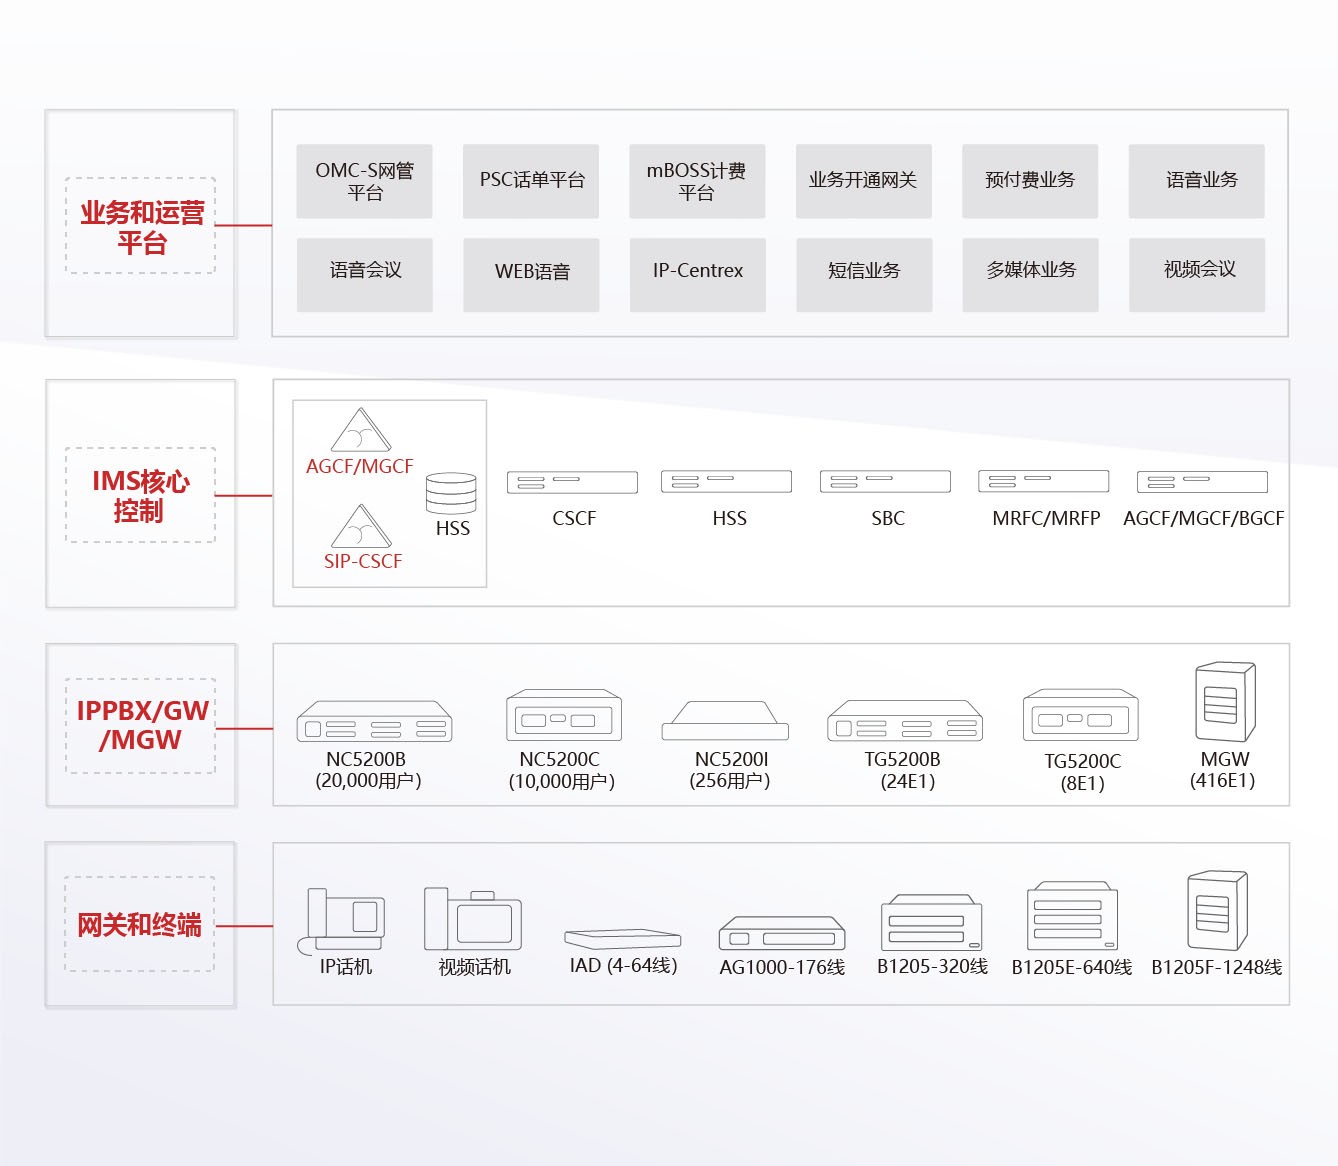 业务和运营
平台
OMC-S网管
平台
PSC话单平台
mBOSS计费
平台
业务开通网关
预付费业务
语音业务
语音会议
WEB语音
IP-Centrex
短信业务
多媒体业务
视频会议
IMS核心
控制
AGCF/MGCF
SIP-CSCF
HSS
CSCF
HSS
SBC
MRFC/MRFP
AGCF/MGCF/BGCF
IPPBX/GW
/MGW
NC5200B
(20,000用户)
NC5200C
(10,000用户)
NC5200I
(256用户)
TG5200B
(24E1)
TG5200C
(8E1)
MGW
(416E1)
网关和终端
IP话机
视频话机
IAD (4-64线)
AG1000-176线
B1205-320线
B1205E-640线
B1205F-1248线